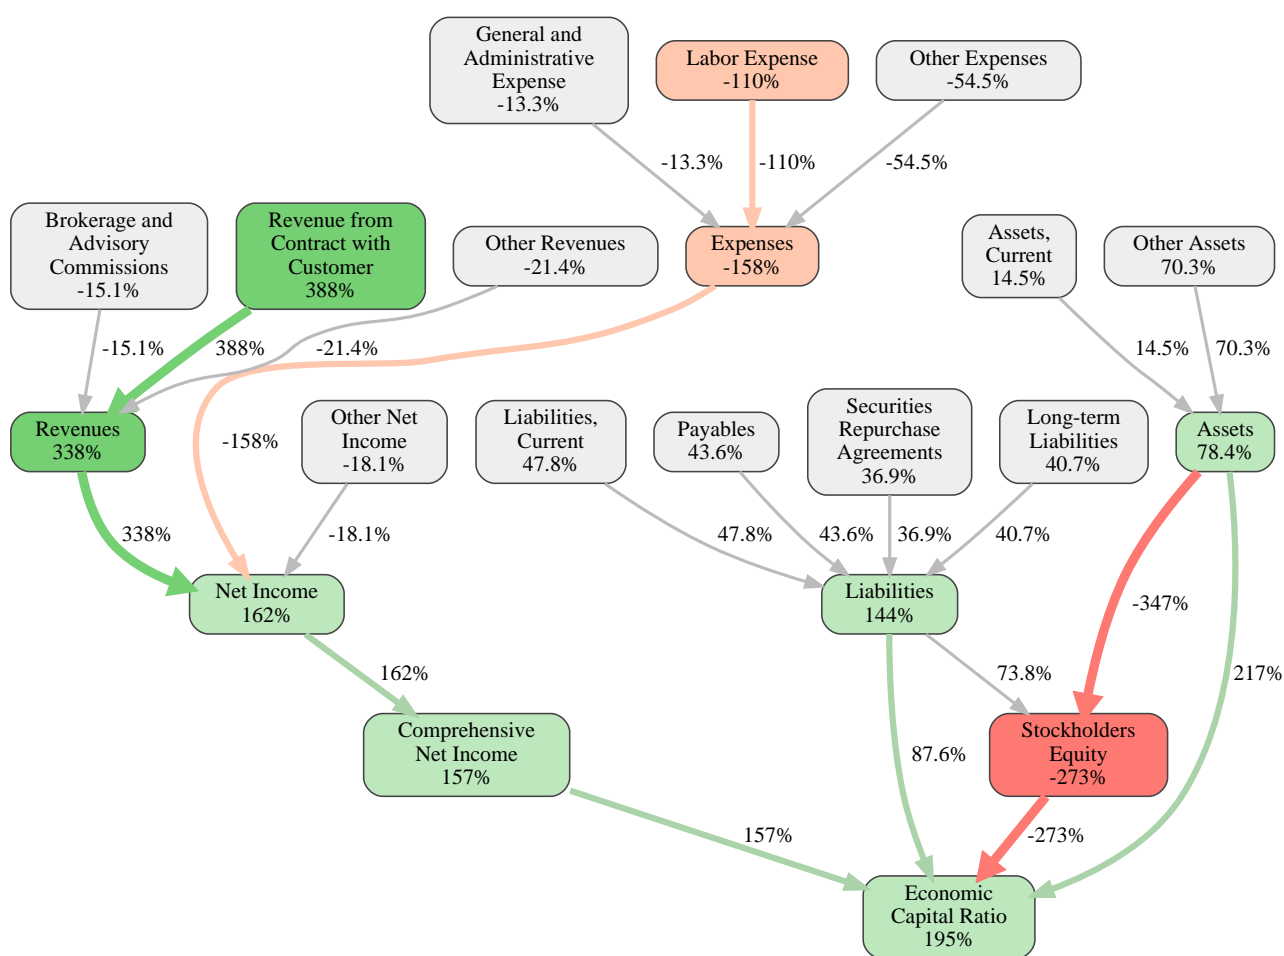 General and
Administrative
Expense
-13.3%
Labor Expense
-110%
Other Expenses
-54.5%
-13.3%
-110%
-54.5%
Brokerage and
Advisory
Commissions
-15.1%
Revenue from
Contract with
Customer
388%
Other Revenues
-21.4%
Expenses
-158%
Assets,
Current
14.5%
Other Assets
70.3%
-15.1%
388%
-21.4%
14.5%
70.3%
Revenues
338%
-158%
Other Net
Income
-18.1%
Liabilities,
Current
47.8%
Payables
43.6%
Securities
Repurchase
Agreements
36.9%
Long-term
Liabilities
40.7%
Assets
78.4%
338%
-18.1%
47.8%
43.6%
36.9%
40.7%
Net Income
162%
Liabilities
144%
-347%
162%
73.8%
217%
Comprehensive
Net Income
157%
87.6%
Stockholders
Equity
-273%
157%
-273%
Economic
Capital Ratio
195%